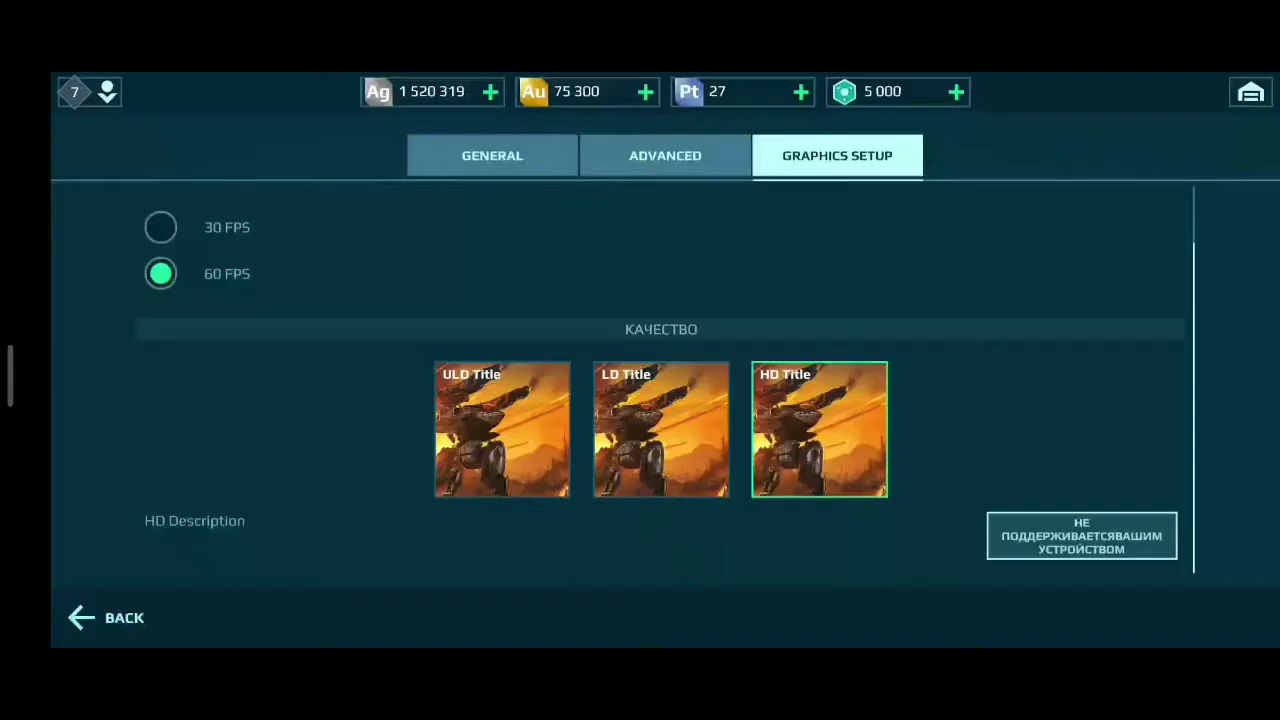 7
Ag 1 520 319
Au 75 300
Pt 27
5 000
GENERAL
ADVANCED
GRAPHICS SETUP
30 FPS
60 FPS
КАЧЕСТВО
ULD Title
LD Title
HD Title
HD Description
НЕ
ПОДДЕРЖИВАЕТСЯВАШИМ
УСТРОЙСТВОМ
BACK